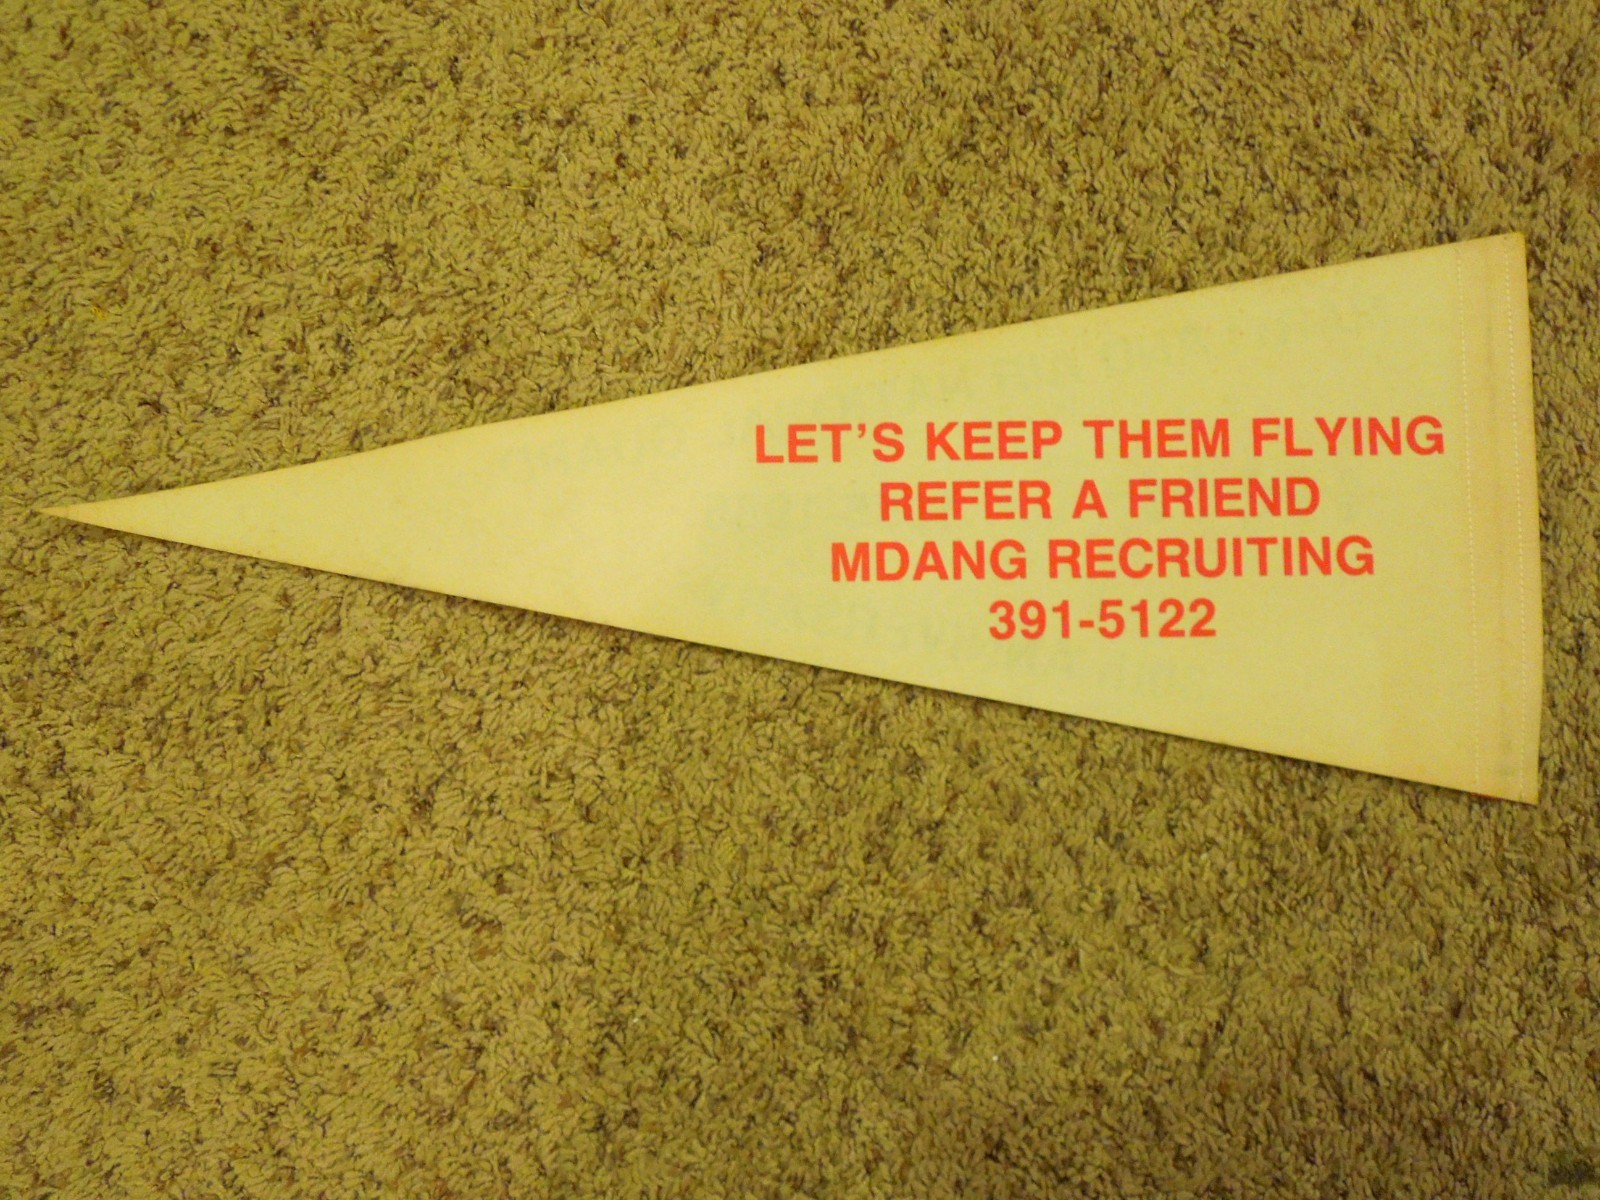 LET'S KEEP THEM FLYING
REFER A FRIEND
MDANG RECRUITING
391-5122